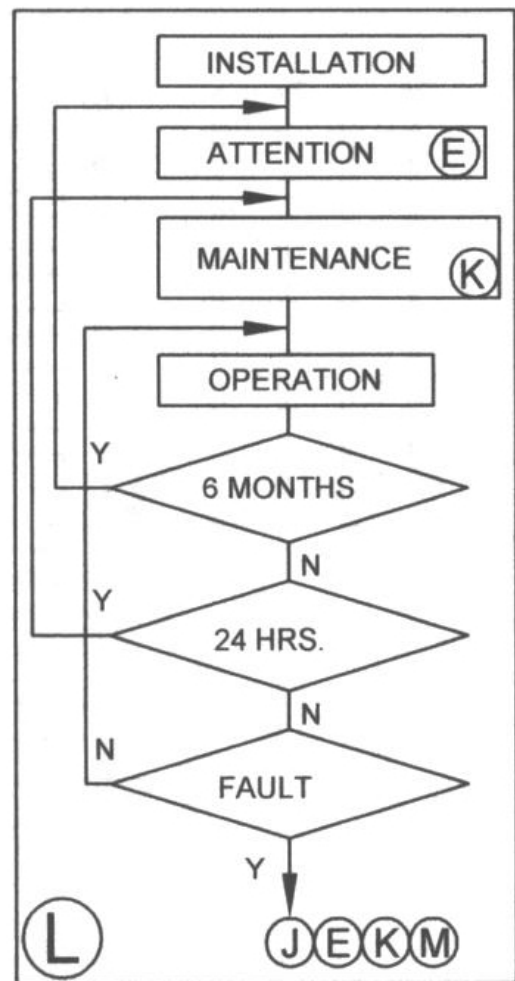 INSTALLATION
ATTENTION E
MAINTENANCE K
OPERATION
Y 6 MONTHS
N
Y 24 HRS.
N
N FAULT
Y
L J E K M